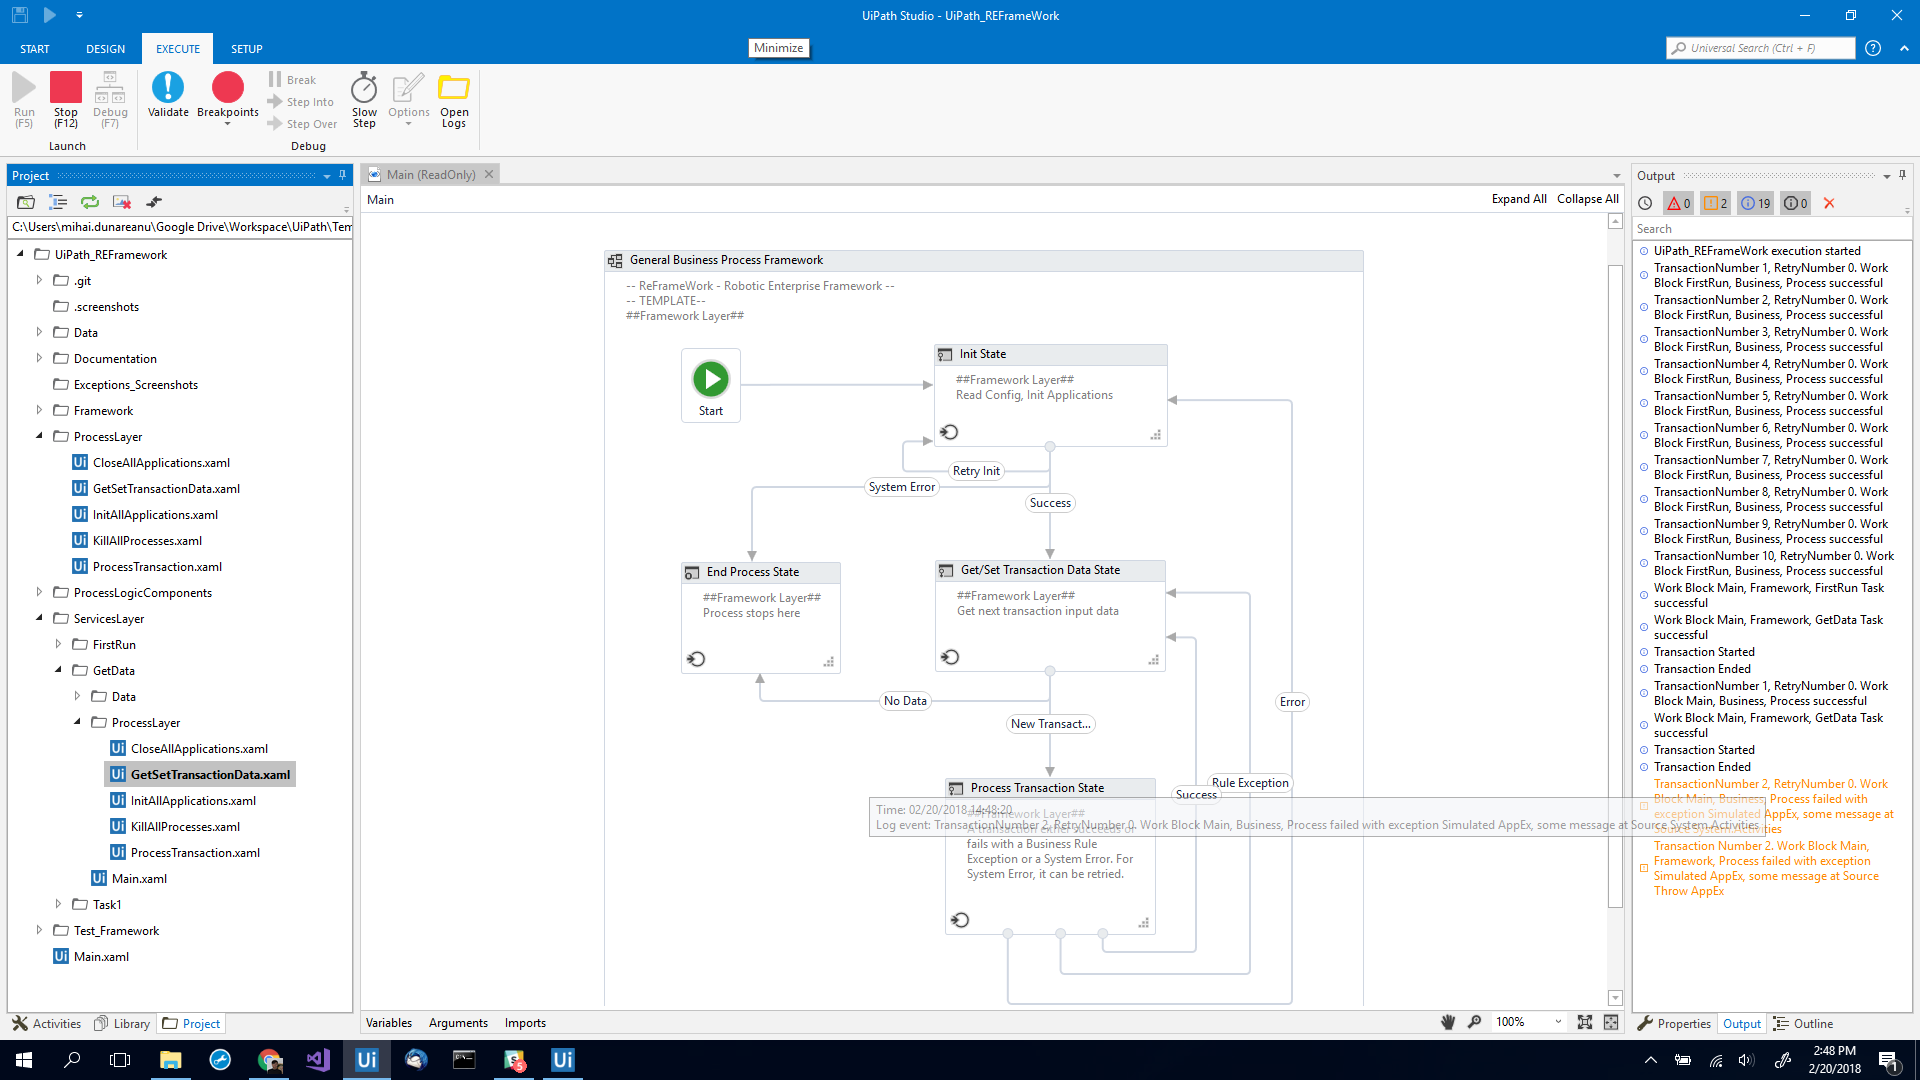 UiPath Studio - UiPath_REFrameWork
START
DESIGN
EXECUTE
SETUP
Minimize
Universal Search (Ctrl + F)
Run
(F5)
Stop
(F12)
Debug
(F7)
Launch
Validate
Breakpoints
Break
Step Into
Step Over
Slow
Step
Options
Open
Logs
Debug
Project
C:\Users\mihai.dunareanu\Google Drive\Workspace\UiPath\Tem
UiPath_REFramework
.git
.screenshots
Data
Documentation
Exceptions_Screenshots
Framework
ProcessLayer
CloseAllApplications.xaml
GetSetTransactionData.xaml
InitAllApplications.xaml
KillAllProcesses.xaml
ProcessTransaction.xaml
ProcessLogicComponents
ServicesLayer
FirstRun
GetData
Data
ProcessLayer
CloseAllApplications.xaml
GetSetTransactionData.xaml
InitAllApplications.xaml
KillAllProcesses.xaml
ProcessTransaction.xaml
Main.xaml
Task1
Test_Framework
Main.xaml
Activities
Library
Project
Main (ReadOnly)
Main
Expand All
Collapse All
General Business Process Framework
-- ReFrameWork - Robotic Enterprise Framework --
-- TEMPLATE--
##Framework Layer##
Start
Init State
##Framework Layer##
Read Config, Init Applications
Retry Init
System Error
Success
End Process State
##Framework Layer##
Process stops here
Get/Set Transaction Data State
##Framework Layer##
Get next transaction input data
No Data
New Transact...
Error
Rule Exception
Success
Process Transaction State
##Framework Layer##
A transaction either succeeds or
fails with a Business Rule
Exception or a System Error. For
System Error, it can be retried.
Time: 02/20/2018 14:48:20
Log event: TransactionNumber 2, RetryNumber 0. Work Block Main, Business, Process failed with exception Simulated AppEx, some message at Source System.Activities
Variables
Arguments
Imports
100%
Output
0
2
19
0
Search
UiPath_REFrameWork execution started
TransactionNumber 1, RetryNumber 0. Work
Block FirstRun, Business, Process successful
TransactionNumber 2, RetryNumber 0. Work
Block FirstRun, Business, Process successful
TransactionNumber 3, RetryNumber 0. Work
Block FirstRun, Business, Process successful
TransactionNumber 4, RetryNumber 0. Work
Block FirstRun, Business, Process successful
TransactionNumber 5, RetryNumber 0. Work
Block FirstRun, Business, Process successful
TransactionNumber 6, RetryNumber 0. Work
Block FirstRun, Business, Process successful
TransactionNumber 7, RetryNumber 0. Work
Block FirstRun, Business, Process successful
TransactionNumber 8, RetryNumber 0. Work
Block FirstRun, Business, Process successful
TransactionNumber 9, RetryNumber 0. Work
Block FirstRun, Business, Process successful
TransactionNumber 10, RetryNumber 0. Work
Block FirstRun, Business, Process successful
Work Block Main, Framework, FirstRun Task
successful
Work Block Main, Framework, GetData Task
successful
Transaction Started
Transaction Ended
TransactionNumber 1, RetryNumber 0. Work
Block Main, Business, Process successful
Work Block Main, Framework, GetData Task
successful
Transaction Started
Transaction Ended
TransactionNumber 2, RetryNumber 0. Work
Block Main, Business, Process failed with
exception Simulated AppEx, some message at
Source System.Activities
Transaction Number 2. Work Block Main,
Framework, Process failed with exception
Simulated AppEx, some message at Source
Throw AppEx
Properties
Output
Outline
2:48 PM
2/20/2018